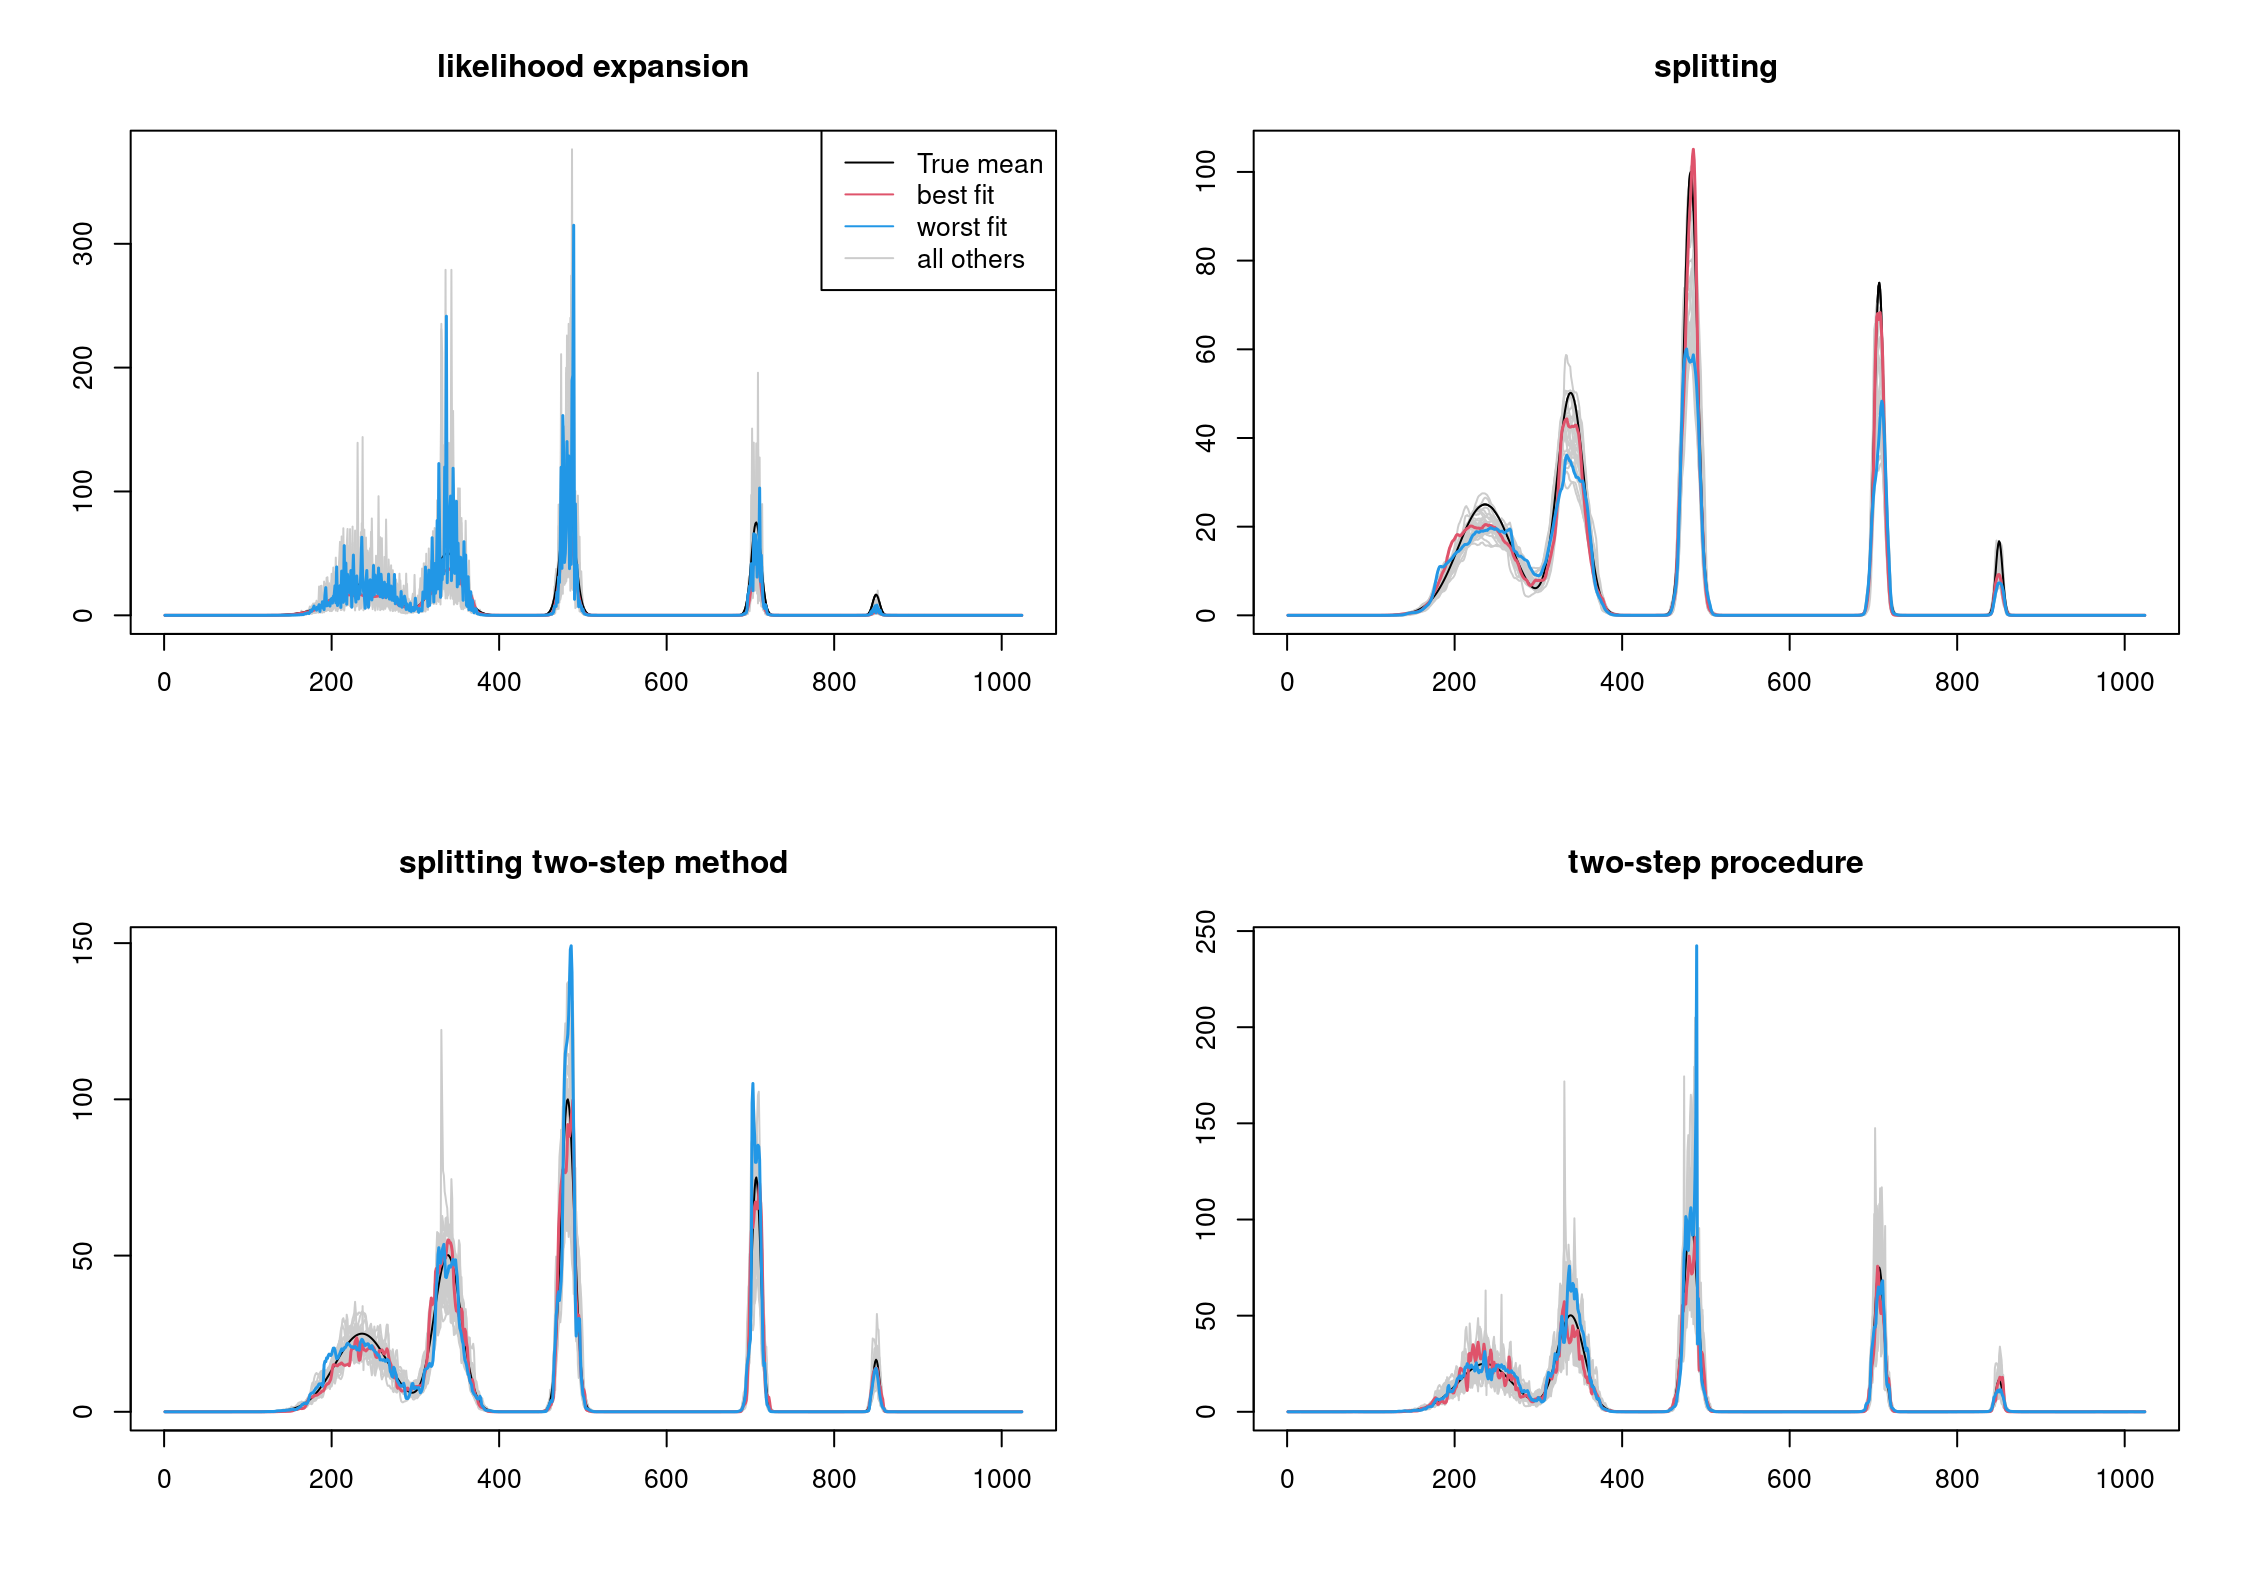 likelihood expansion
300
200
100
0
0 200 400 600 800 1000
True mean
best fit
worst fit
all others
splitting
100
80
60
40
20
0
0 200 400 600 800 1000
splitting two-step method
150
100
50
0
0 200 400 600 800 1000
two-step procedure
250
200
150
100
50
0
0 200 400 600 800 1000